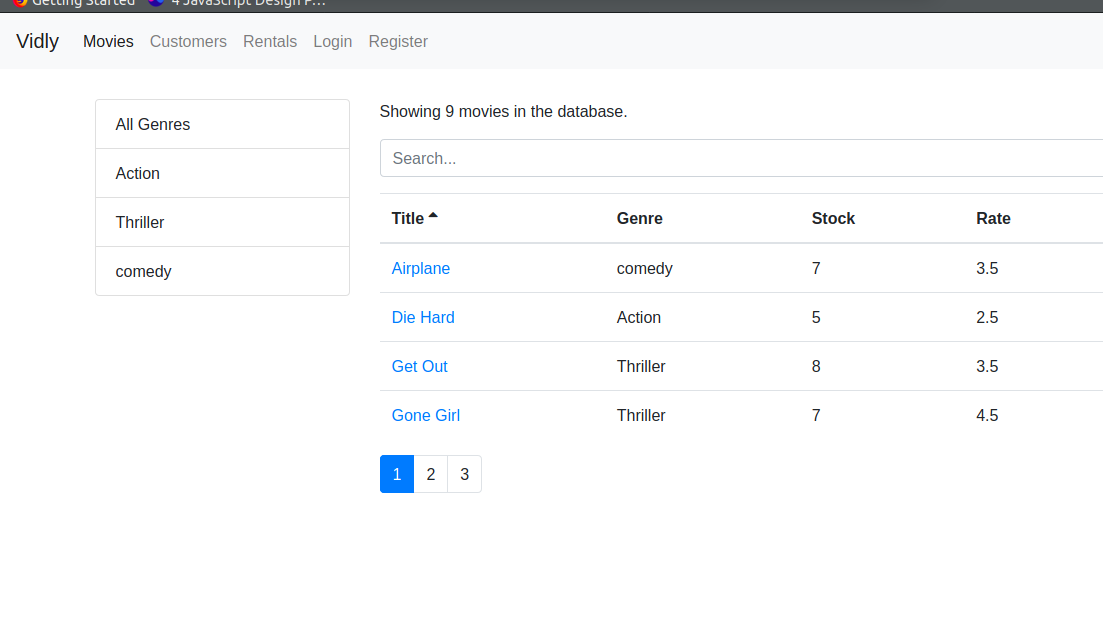 Getting Started 4 JavaScript Design P...
Vidly Movies Customers Rentals Login Register
All Genres
Action
Thriller
comedy
Showing 9 movies in the database.
Search...
Title Genre Stock Rate
Airplane comedy 7 3.5
Die Hard Action 5 2.5
Get Out Thriller 8 3.5
Gone Girl Thriller 7 4.5
1 2 3